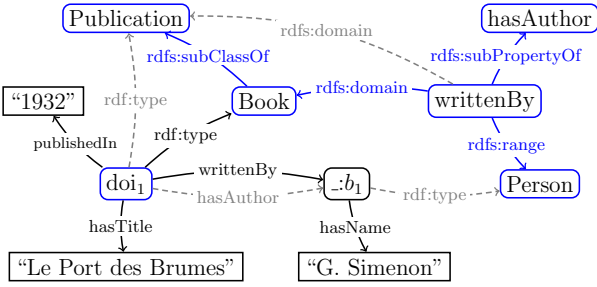 Publication
hasAuthor
rdfs:domain
rdfs:subClassOf
rdfs:subPropertyOf
“1932”
rdf:type
Book
rdfs:domain
writtenBy
publishedIn
rdf:type
rdfs:range
writtenBy
doi₁
hasAuthor
_:b₁
rdf:type
Person
hasTitle
hasName
“Le Port des Brumes”
“G. Simenon”